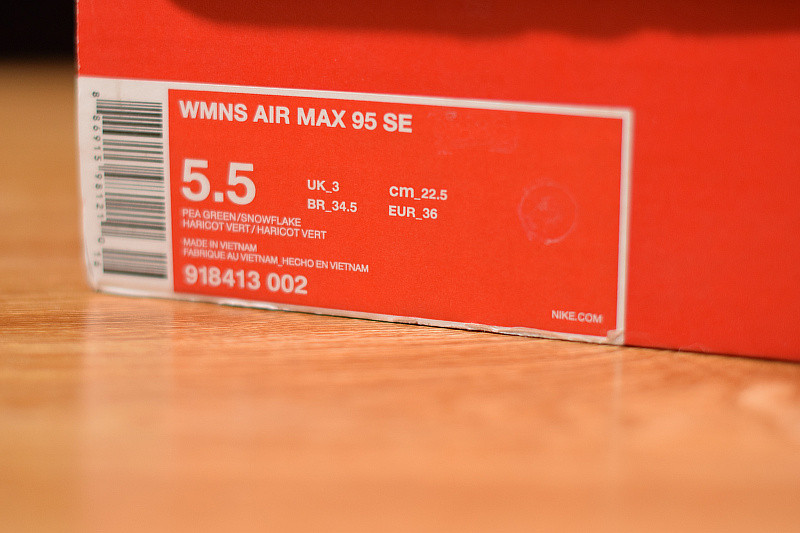 WMNS AIR MAX 95 SE
5.5
UK_3 cm_22.5
BR_34.5 EUR_36
PEA GREEN/SNOWFLAKE
HARICOT VERT/HARICOT VERT
MADE IN VIETNAM
FABRIQUE AU VIETNAM_HECHO EN VIETNAM
918413 002
NIKE.COM